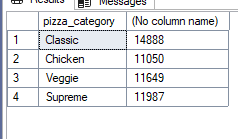 Results Messages
pizza_category (No column name)
1 Classic 14888
2 Chicken 11050
3 Veggie 11649
4 Supreme 11987